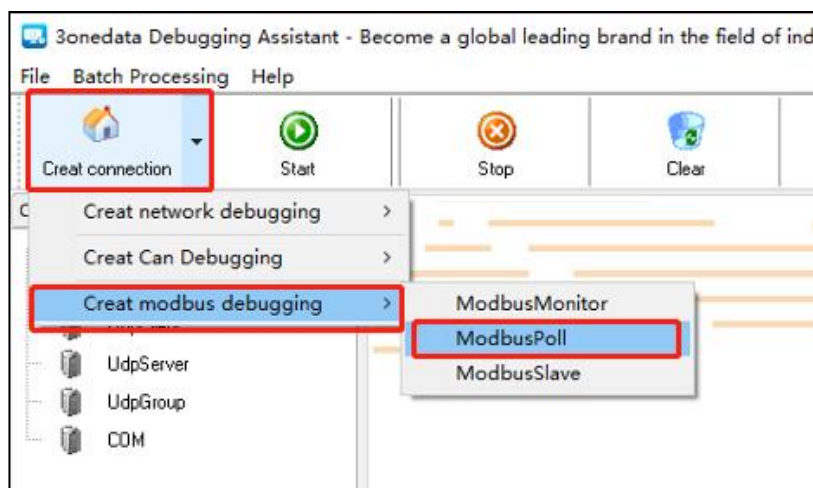 3onedata Debugging Assistant - Become a global leading brand in the field of ind
File Batch Processing Help
Creat connection Start Stop Clear
Creat network debugging
Creat Can Debugging
Creat modbus debugging
ModbusMonitor
ModbusPoll
ModbusSlave
UdpServer
UdpGroup
COM